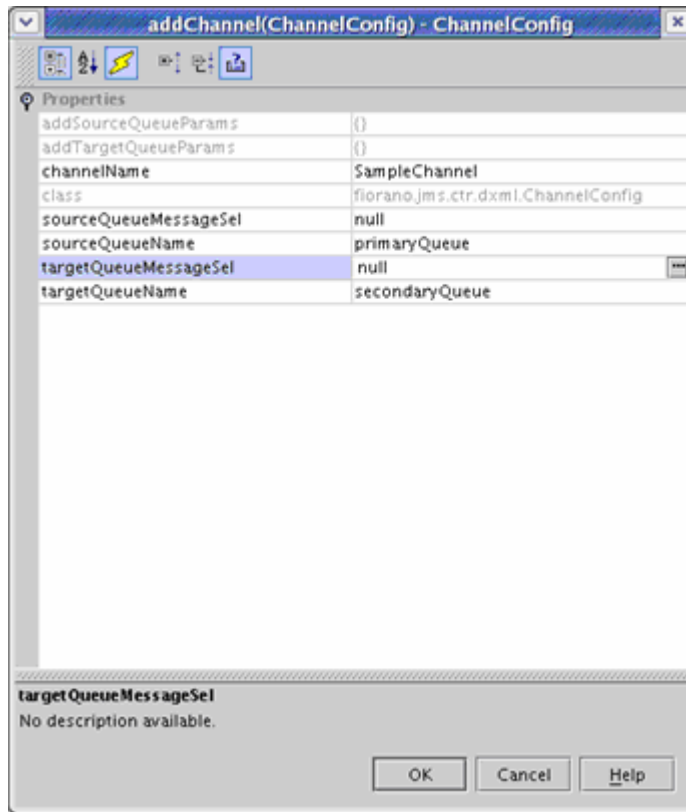 addChannel(ChannelConfig) - ChannelConfig
Properties
addSourceQueueParams {}
addTargetQueueParams {}
channelName SampleChannel
class fiorano.jms.ctr.dxml.ChannelConfig
sourceQueueMessageSel null
sourceQueueName primaryQueue
targetQueueMessageSel null
targetQueueName secondaryQueue
targetQueueMessageSel
No description available.
OK Cancel Help